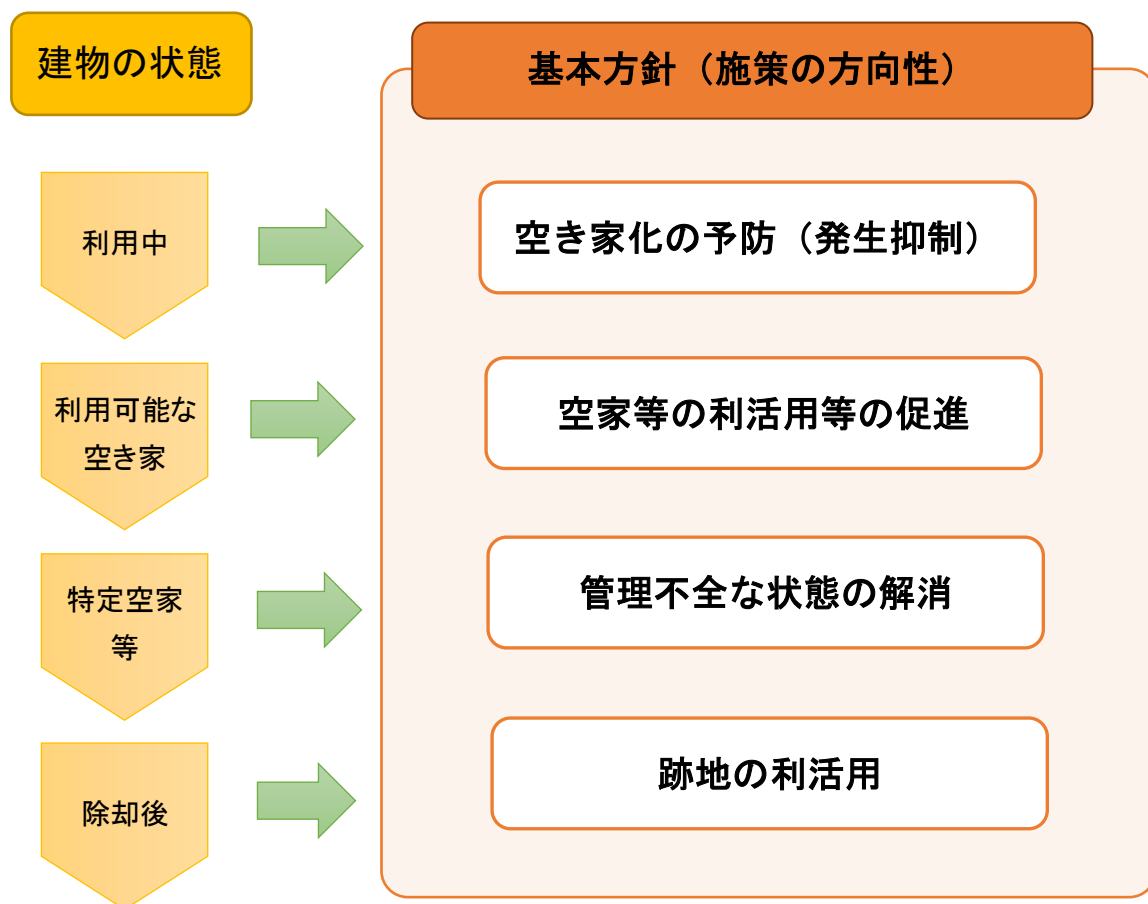 建物の状態
基本方針（施策の方向性）
利用中
空き家化の予防（発生抑制）
利用可能な
空き家
空家等の利活用等の促進
特定空家
等
管理不全な状態の解消
除却後
跡地の利活用